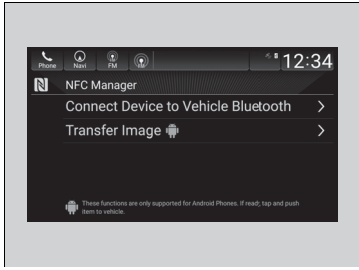 Phone Navi FM 12:34
NFC Manager
Connect Device to Vehicle Bluetooth
Transfer Image
These functions are only supported for Android Phones. If read; tap and push
item to vehicle.